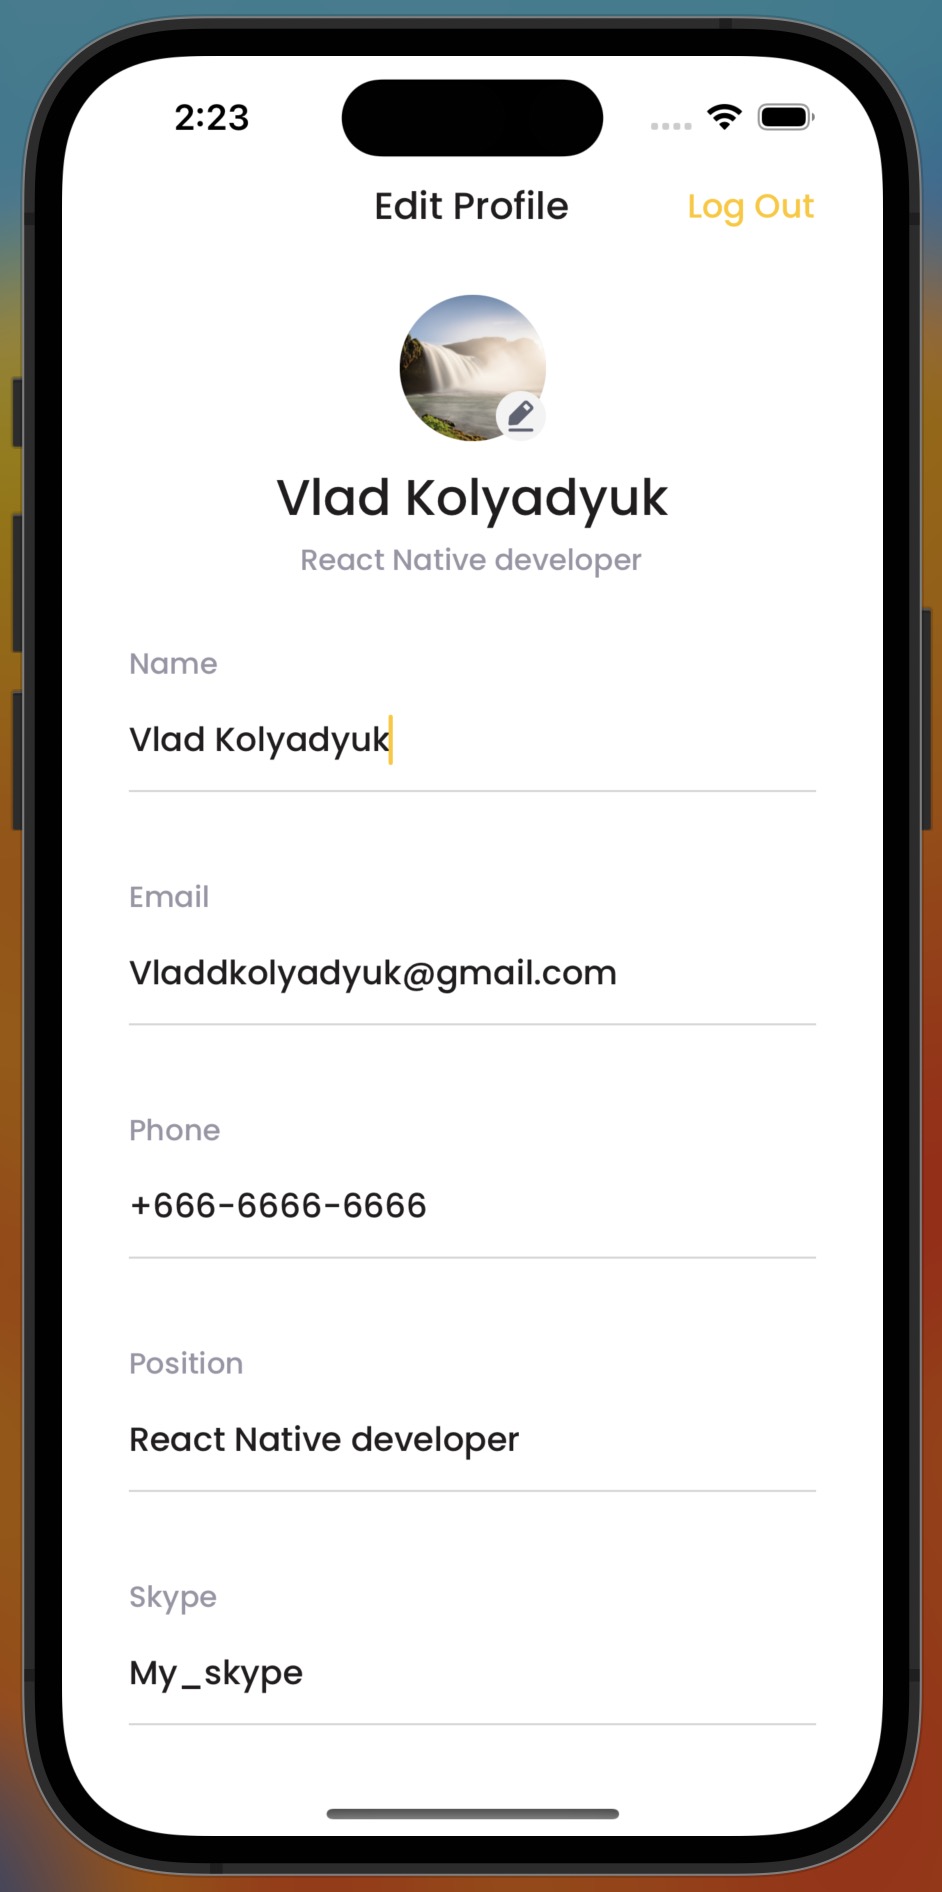 2:23
Edit Profile
Log Out
Vlad Kolyadyuk
React Native developer
Name
Vlad Kolyadyuk
Email
Vladdkolyadyuk@gmail.com
Phone
+666-6666-6666
Position
React Native developer
Skype
My_skype